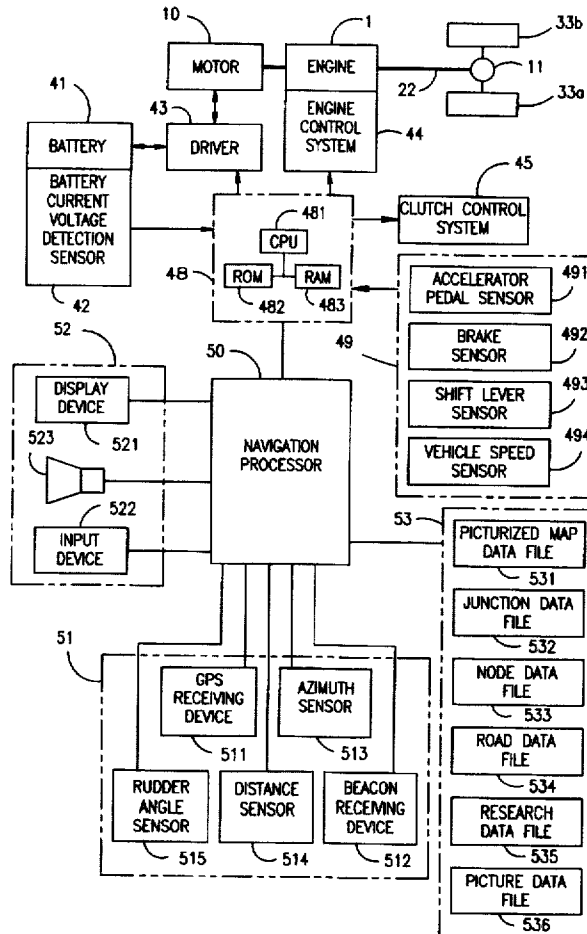 10
1
33b
MOTOR
ENGINE
11
22
33a
41
43
ENGINE
CONTROL
SYSTEM
44
BATTERY
DRIVER
45
BATTERY
CURRENT
VOLTAGE
DETECTION
SENSOR
481
CPU
CLUTCH CONTROL
SYSTEM
48
ROM
RAM
482
483
42
ACCELERATOR
PEDAL SENSOR
491
52
50
49
BRAKE
SENSOR
492
DISPLAY
DEVICE
523
521
NAVIGATION
PROCESSOR
SHIFT LEVER
SENSOR
493
VEHICLE SPEED
SENSOR
494
522
INPUT
DEVICE
53
PICTURIZED MAP
DATA FILE
531
JUNCTION DATA
FILE
532
51
GPS
RECEIVING
DEVICE
511
AZIMUTH
SENSOR
513
NODE DATA
FILE
533
ROAD DATA
FILE
534
RUDDER
ANGLE
SENSOR
515
DISTANCE
SENSOR
514
BEACON
RECEIVING
DEVICE
512
RESEARCH
DATA FILE
535
PICTURE DATA
FILE
536